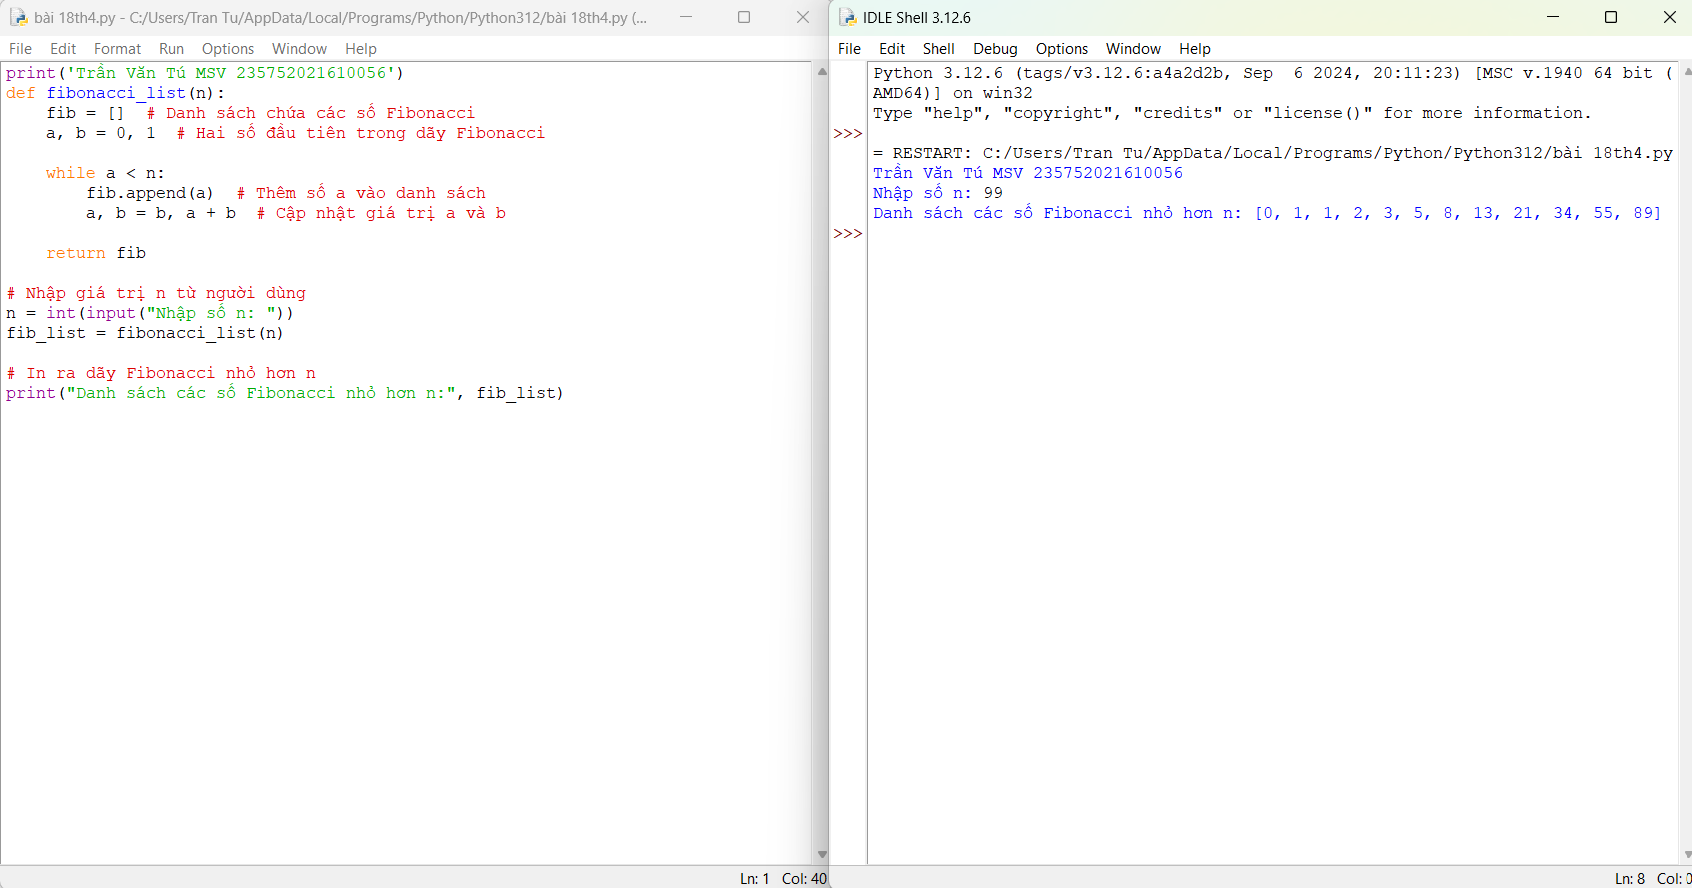 bài 18th4.py - C:/Users/Tran Tu/AppData/Local/Programs/Python/Python312/bài 18th4.py (...
File Edit Format Run Options Window Help
print('Trần Văn Tú MSV 235752021610056')
def fibonacci_list(n):
    fib = []  # Danh sách chứa các số Fibonacci
    a, b = 0, 1  # Hai số đầu tiên trong dãy Fibonacci
    while a < n:
        fib.append(a)  # Thêm số a vào danh sách
        a, b = b, a + b  # Cập nhật giá trị a và b
    return fib
# Nhập giá trị n từ người dùng
n = int(input("Nhập số n: "))
fib_list = fibonacci_list(n)
# In ra dãy Fibonacci nhỏ hơn n
print("Danh sách các số Fibonacci nhỏ hơn n:", fib_list)
Ln: 1 Col: 40
IDLE Shell 3.12.6
File Edit Shell Debug Options Window Help
Python 3.12.6 (tags/v3.12.6:a4a2d2b, Sep  6 2024, 20:11:23) [MSC v.1940 64 bit (
AMD64)] on win32
Type "help", "copyright", "credits" or "license()" for more information.
>>>
= RESTART: C:/Users/Tran Tu/AppData/Local/Programs/Python/Python312/bài 18th4.py
Trần Văn Tú MSV 235752021610056
Nhập số n: 99
Danh sách các số Fibonacci nhỏ hơn n: [0, 1, 1, 2, 3, 5, 8, 13, 21, 34, 55, 89]
>>>
Ln: 8 Col: 0